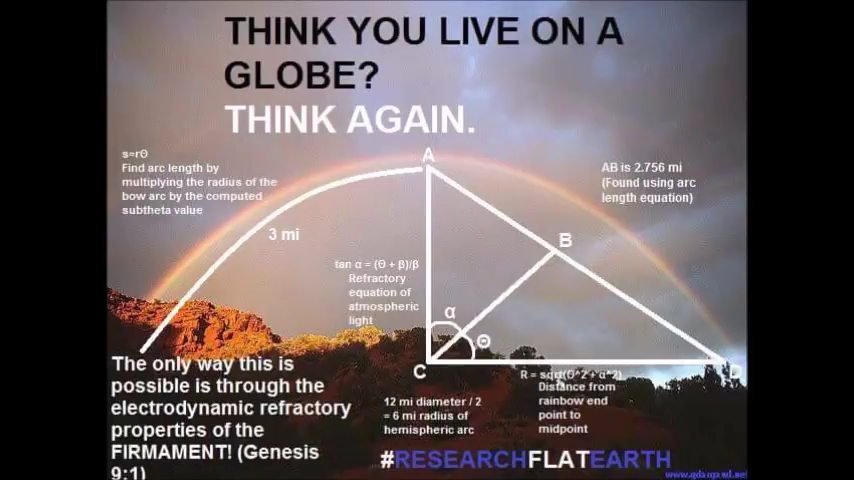 THINK YOU LIVE ON A
GLOBE?
THINK AGAIN.
s=rΘ
Find arc length by
multiplying the radius of the
bow arc by the computed
subtheta value
A
AB is 2.756 mi
(Found using arc
length equation)
3 mi
B
tan α = (Θ + β)/β
Refractory
equation of
atmospheric
light
α
Θ
C
D
The only way this is
possible is through the
electrodynamic refractory
properties of the
FIRMAMENT! (Genesis
9:1)
12 mi diameter / 2
= 6 mi radius of
hemispheric arc
R = sqrt(Θ^2 + α^2)
Distance from
rainbow end
point to
midpoint
#RESEARCHFLATEARTH